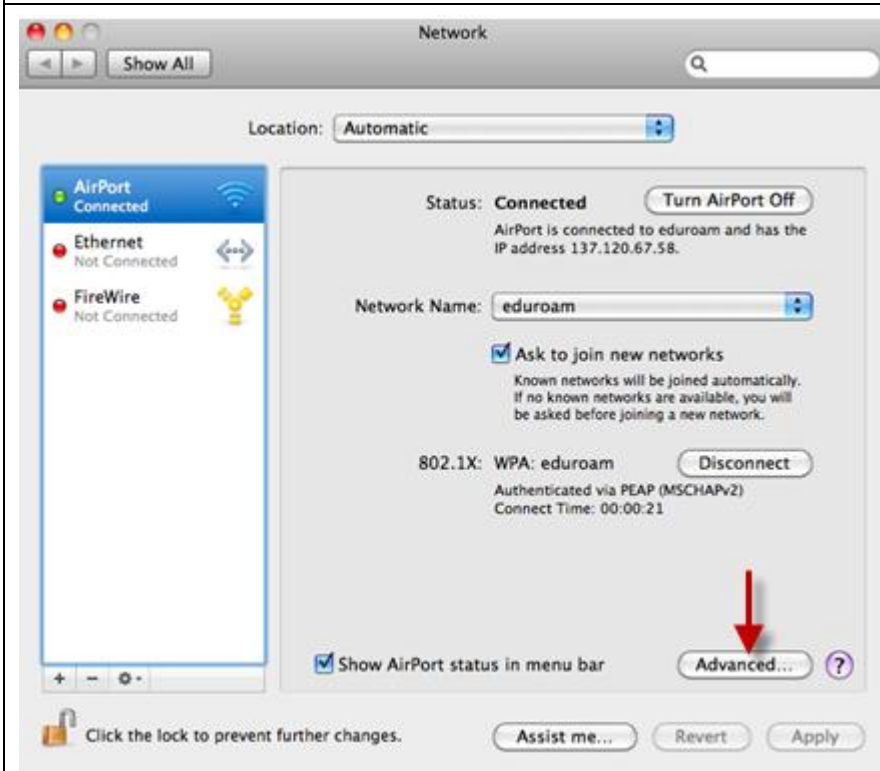 Network
Show All
Location: Automatic
AirPort
Connected
Ethernet
Not Connected
FireWire
Not Connected
Status: Connected Turn AirPort Off
AirPort is connected to eduroam and has the
IP address 137.120.67.58.
Network Name: eduroam
Ask to join new networks
Known networks will be joined automatically.
If no known networks are available, you will
be asked before joining a new network.
802.1X: WPA: eduroam Disconnect
Authenticated via PEAP (MSCHAPv2)
Connect Time: 00:00:21
Show AirPort status in menu bar Advanced... ?
+ −
Click the lock to prevent further changes. Assist me... Revert Apply